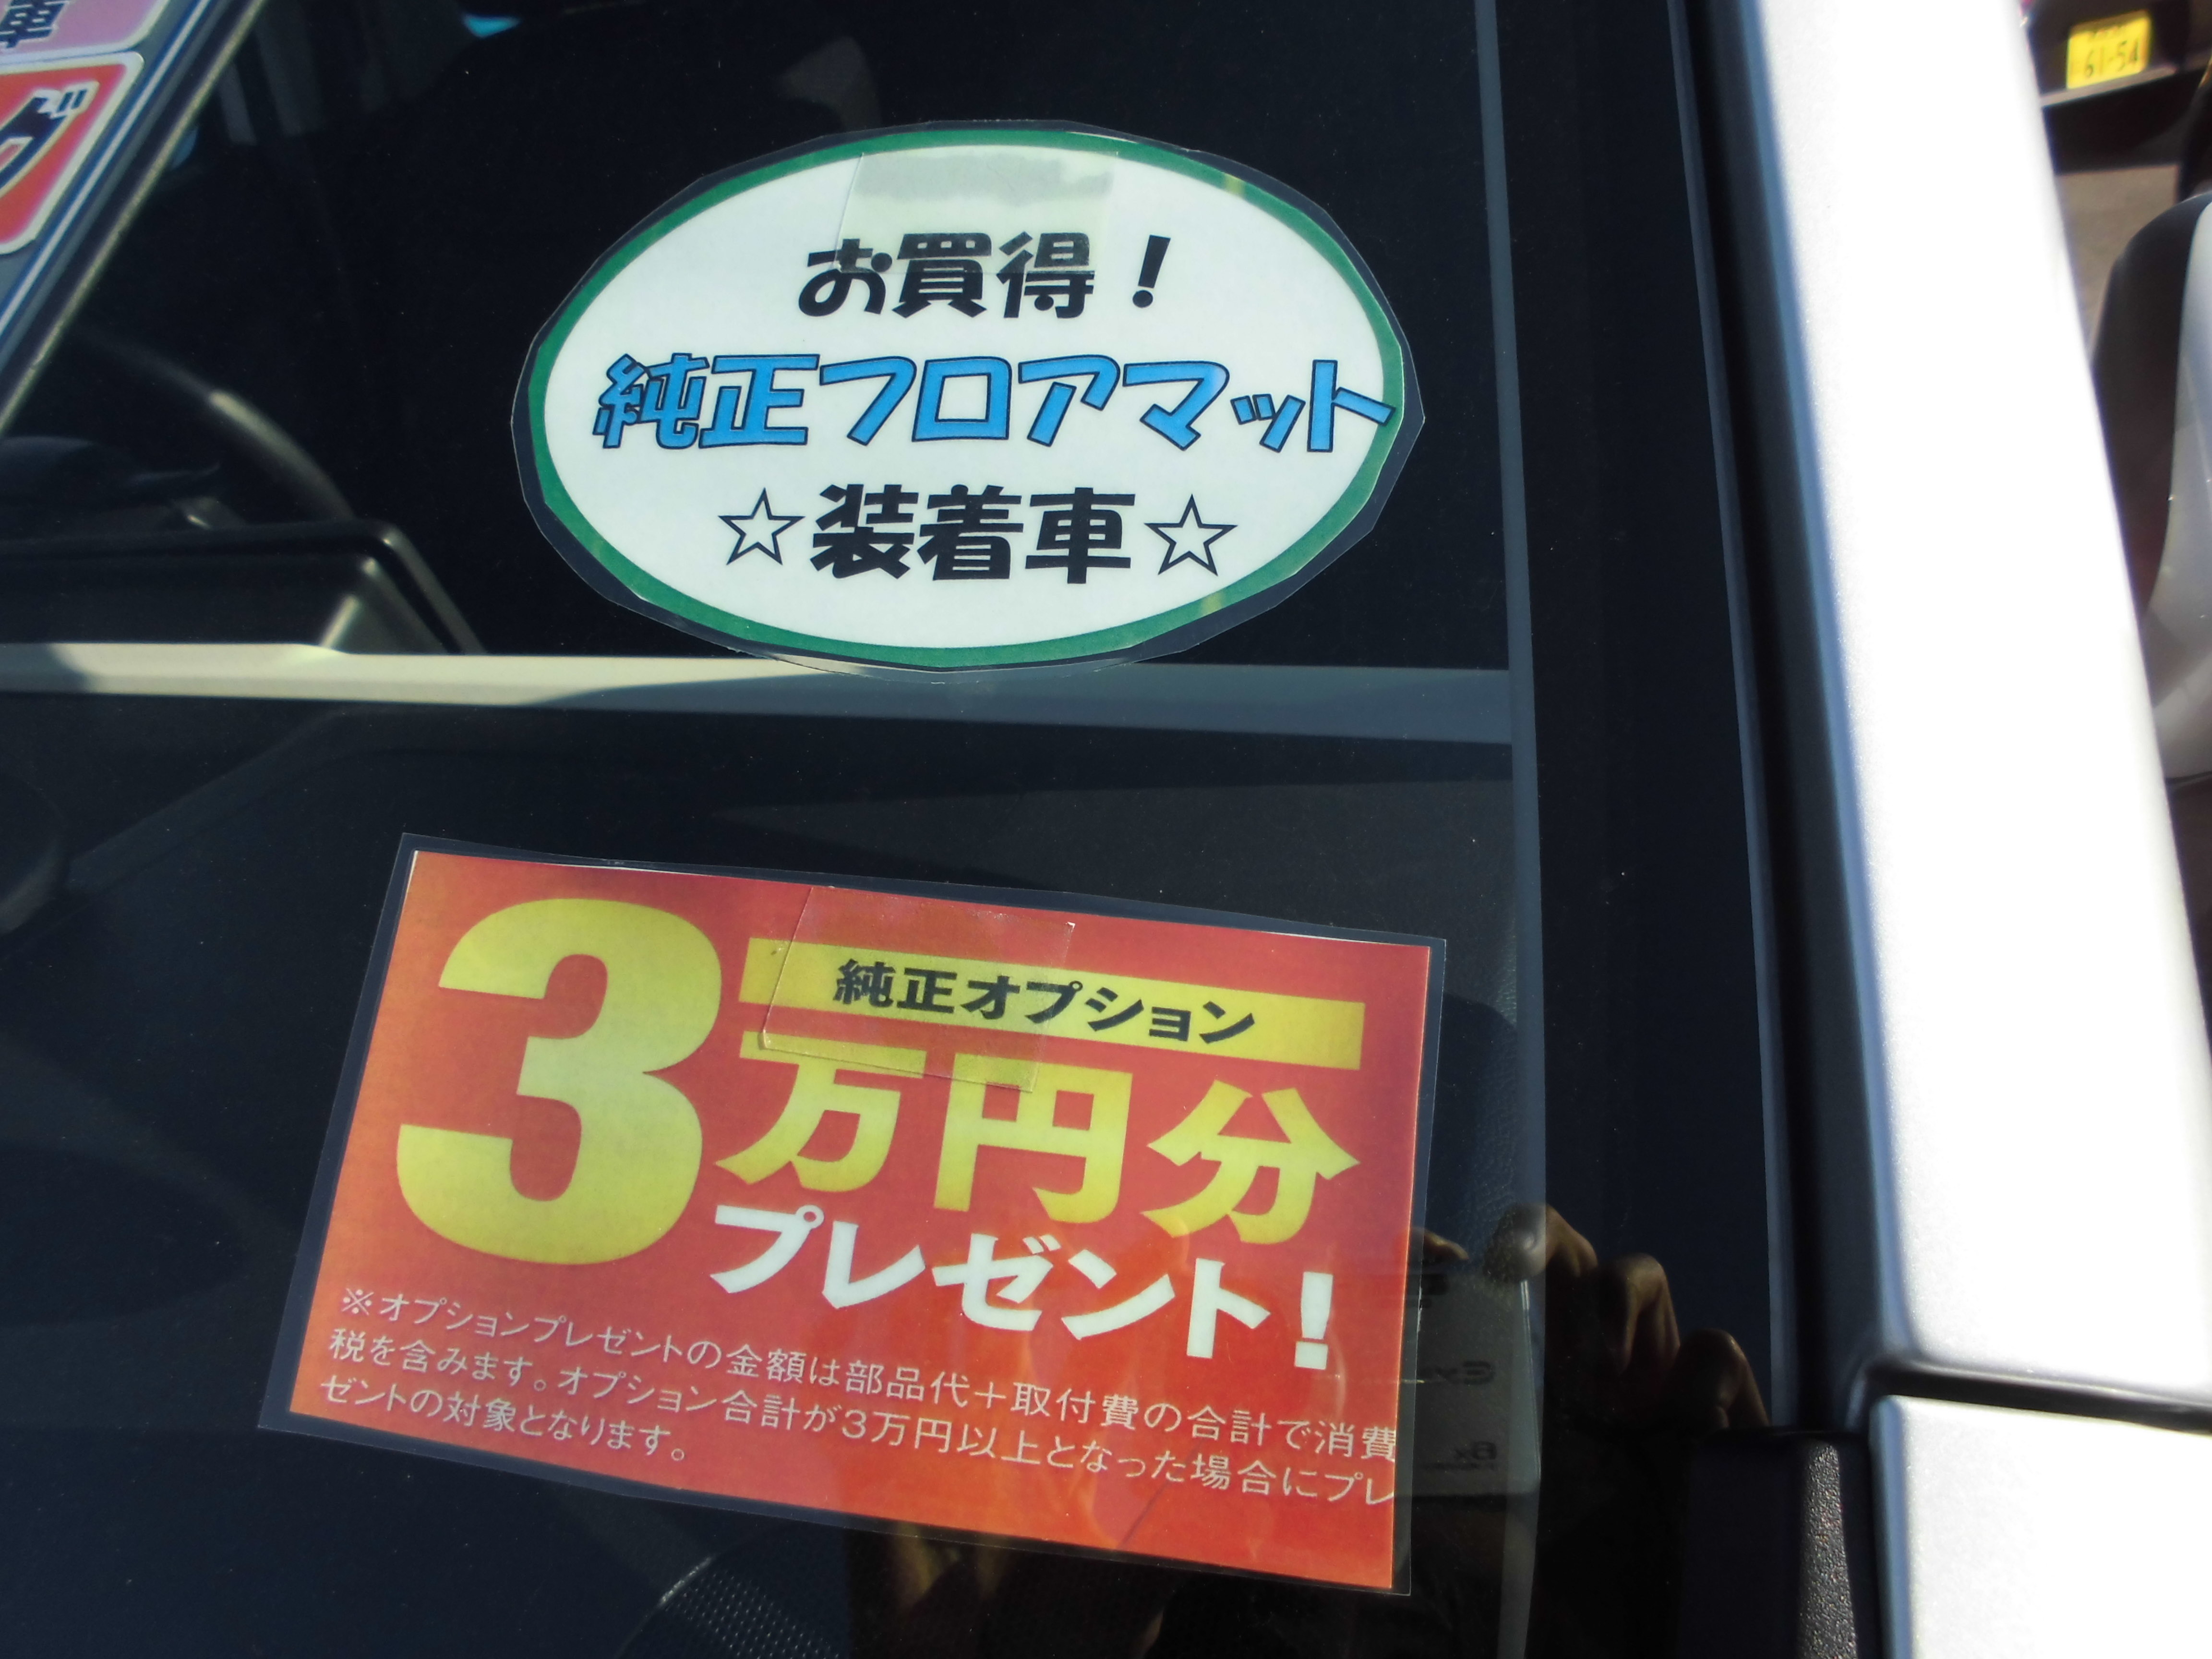 車
グ
61-54
お買得！
純正フロアマット
☆装着車☆
純正オプション
3万円分
プレゼント！
※オプションプレゼントの金額は部品代＋取付費の合計で消費
税を含みます。オプション合計が3万円以上となった場合にプレ
ゼントの対象となります。